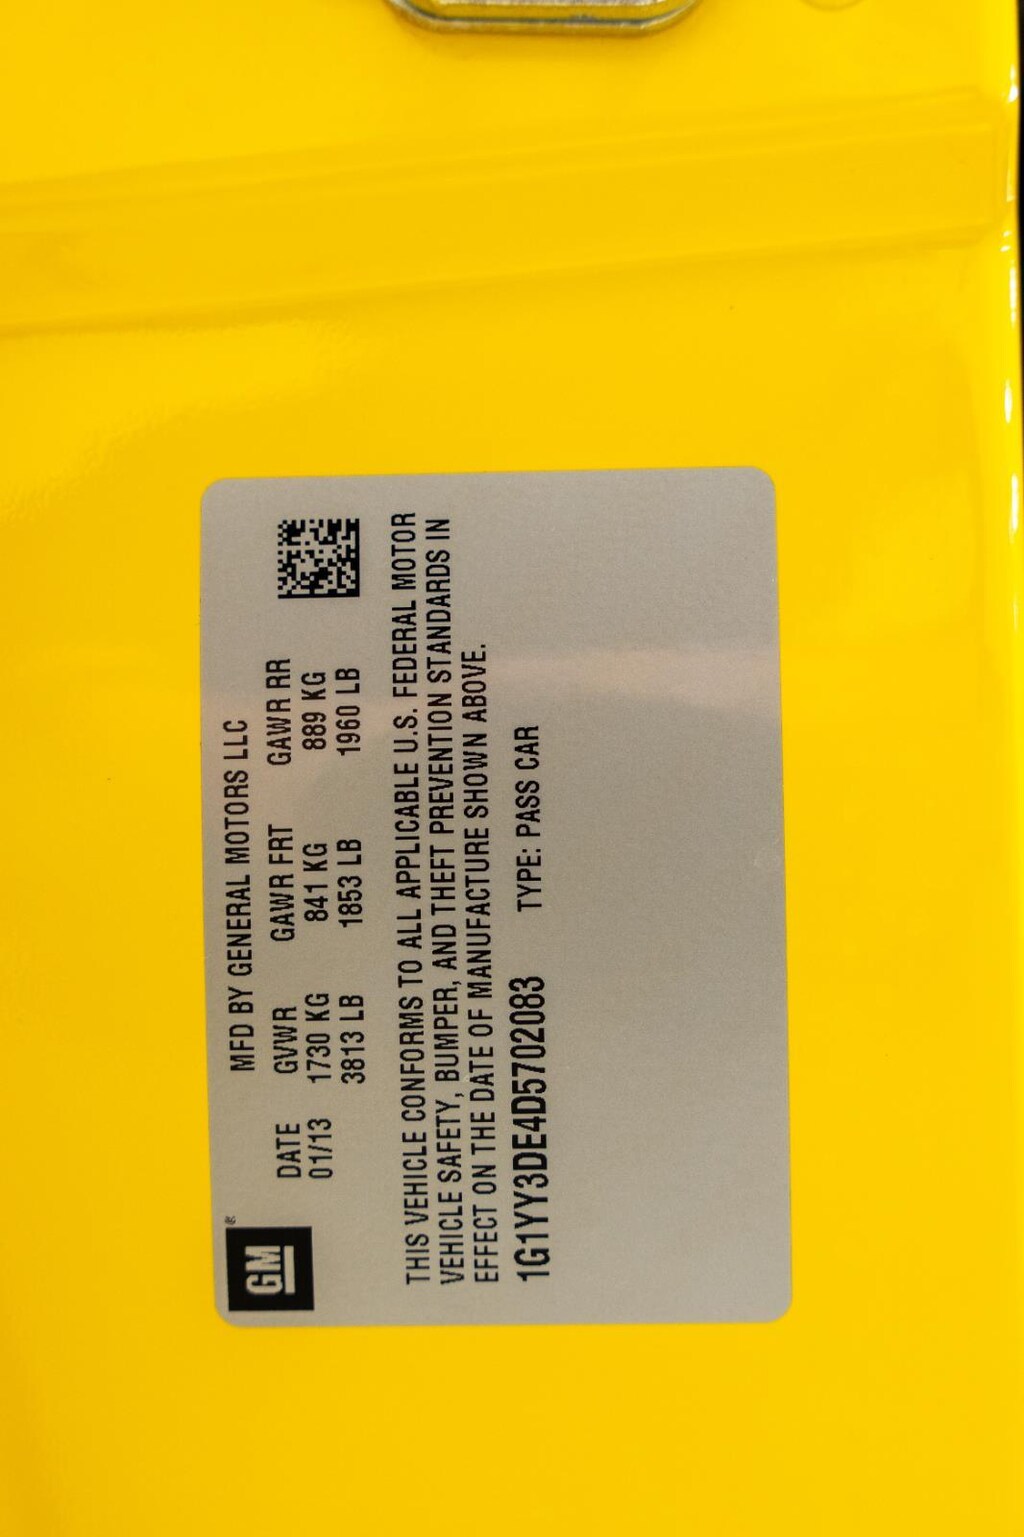 GM ®
MFD BY GENERAL MOTORS LLC
DATE GVWR GAWR FRT GAWR RR
01/13 1730 KG 841 KG 889 KG
3813 LB 1853 LB 1960 LB
THIS VEHICLE CONFORMS TO ALL APPLICABLE U.S. FEDERAL MOTOR
VEHICLE SAFETY, BUMPER, AND THEFT PREVENTION STANDARDS IN
EFFECT ON THE DATE OF MANUFACTURE SHOWN ABOVE.
1G1YY3DE4D5702083 TYPE: PASS CAR